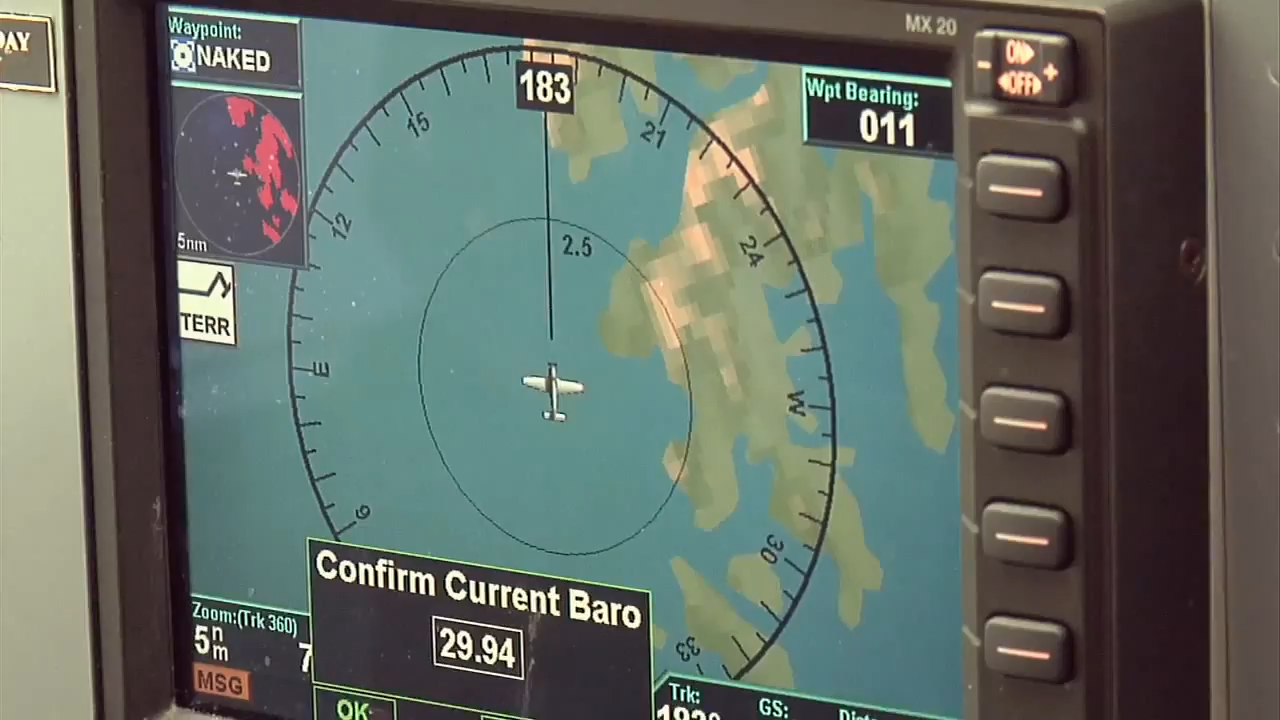 DAY
MX 20
Waypoint:
NAKED
183
Wpt Bearing:
011
ON
OFF
- +
15
21
12
24
2.5
5nm
TERR
E
W
6
30
33
Confirm Current Baro
29.94
Zoom:(Trk 360)
5nm
7
MSG
OK
Trk:
GS: